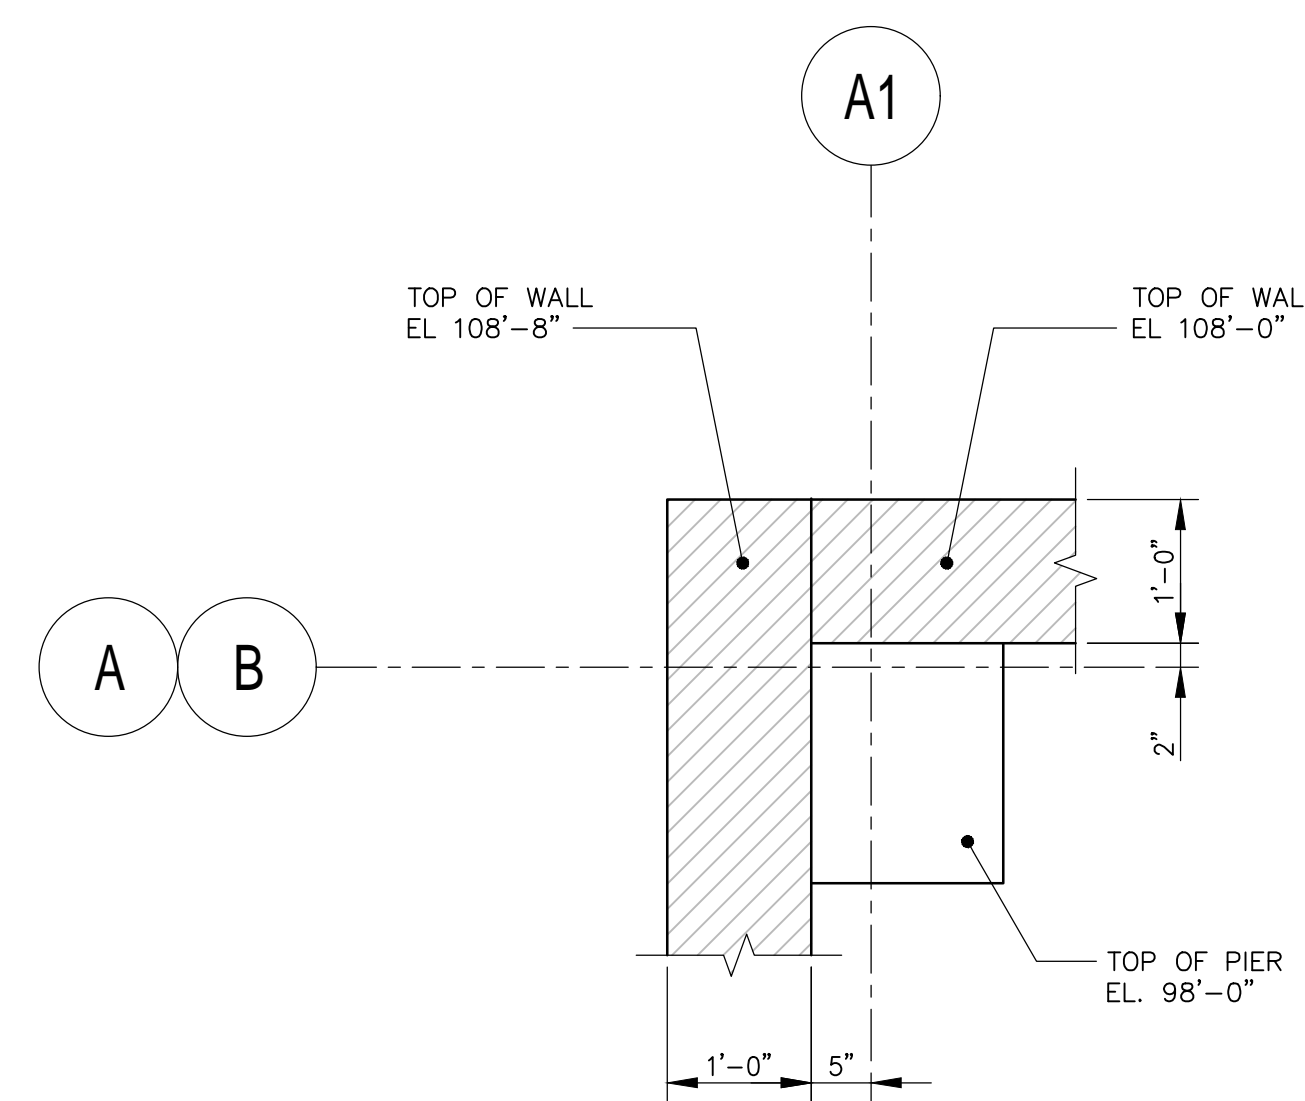 A1
TOP OF WALL
EL 108'-8"
TOP OF WAL
EL 108'-0"
1'-0"
A
B
2"
TOP OF PIER
EL. 98'-0"
1'-0"
5"